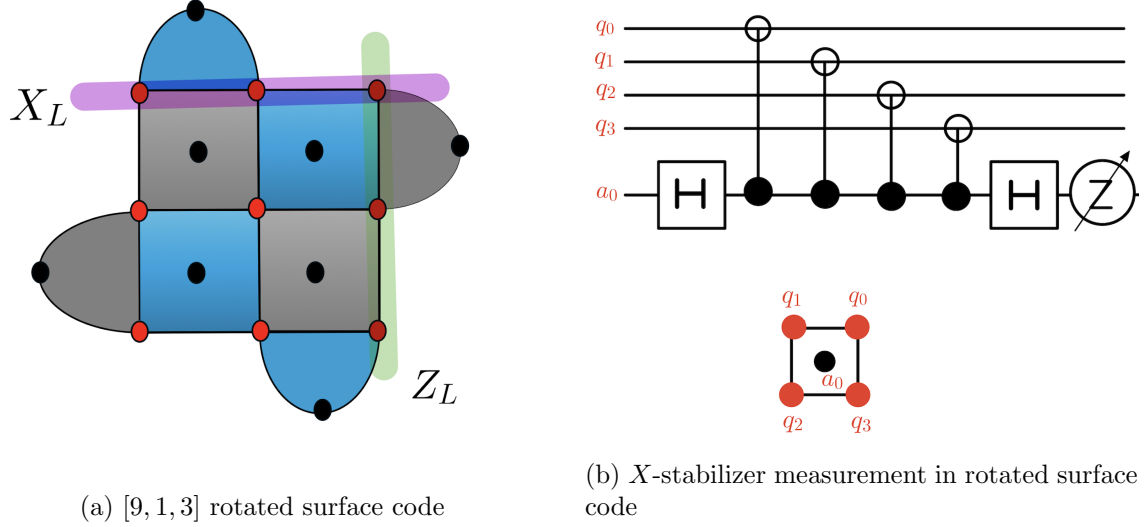 X_L
Z_L
(a) [9, 1, 3] rotated surface code
q_0
q_1
q_2
q_3
a_0 H H Z
q_1 q_0
a_0
q_2 q_3
(b) X-stabilizer measurement in rotated surface
code